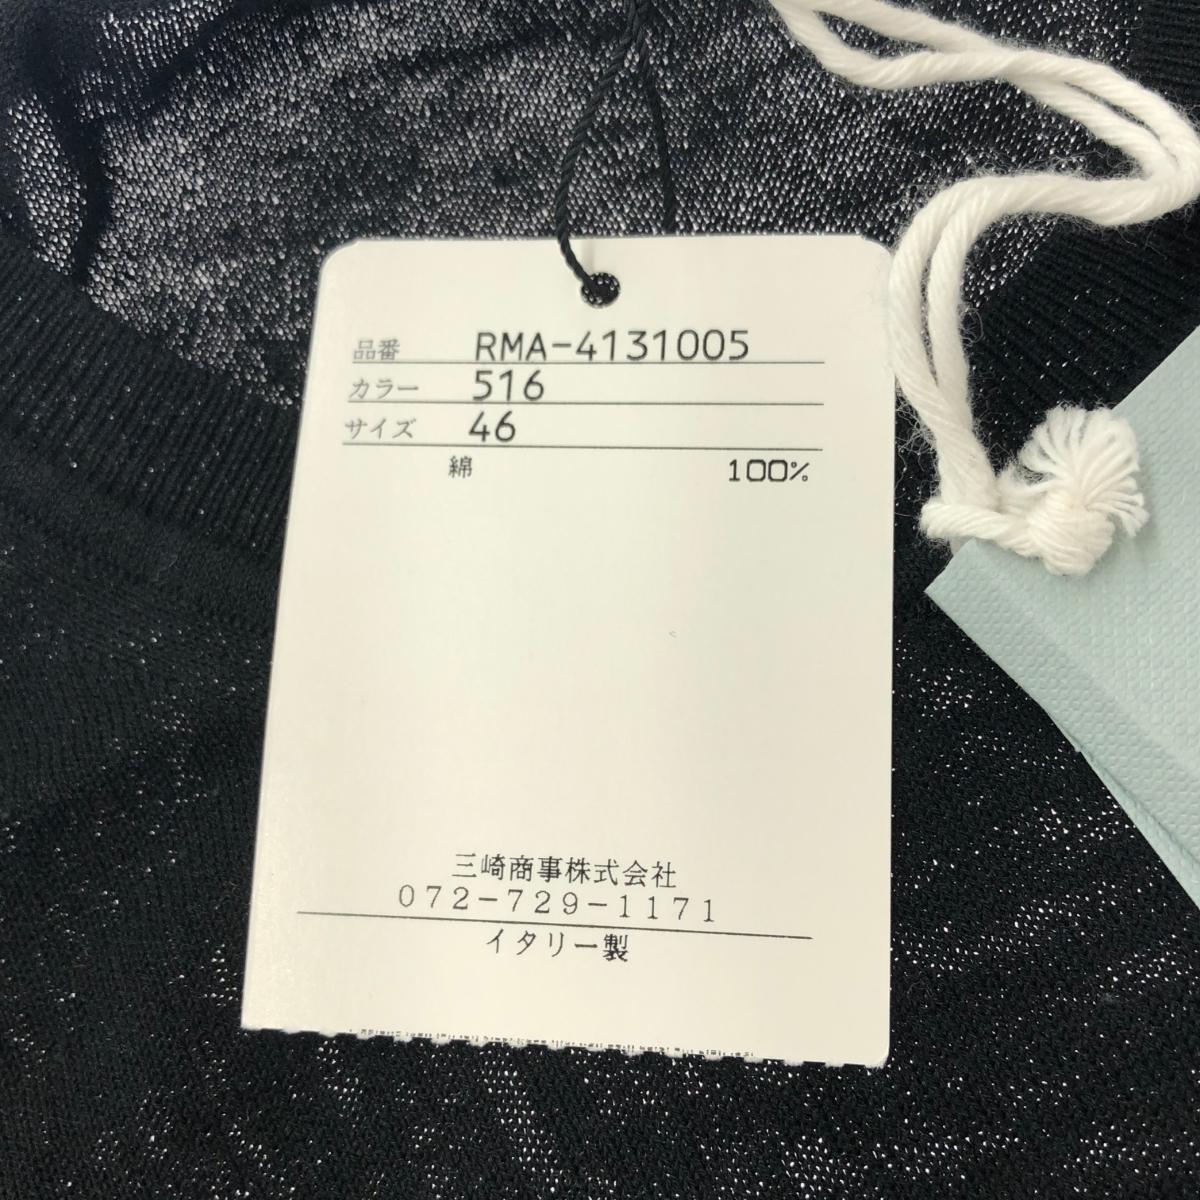 品番 RMA-4131005
カラー 516
サイズ 46
綿 100%
三崎商事株式会社
072-729-1171
イタリー製